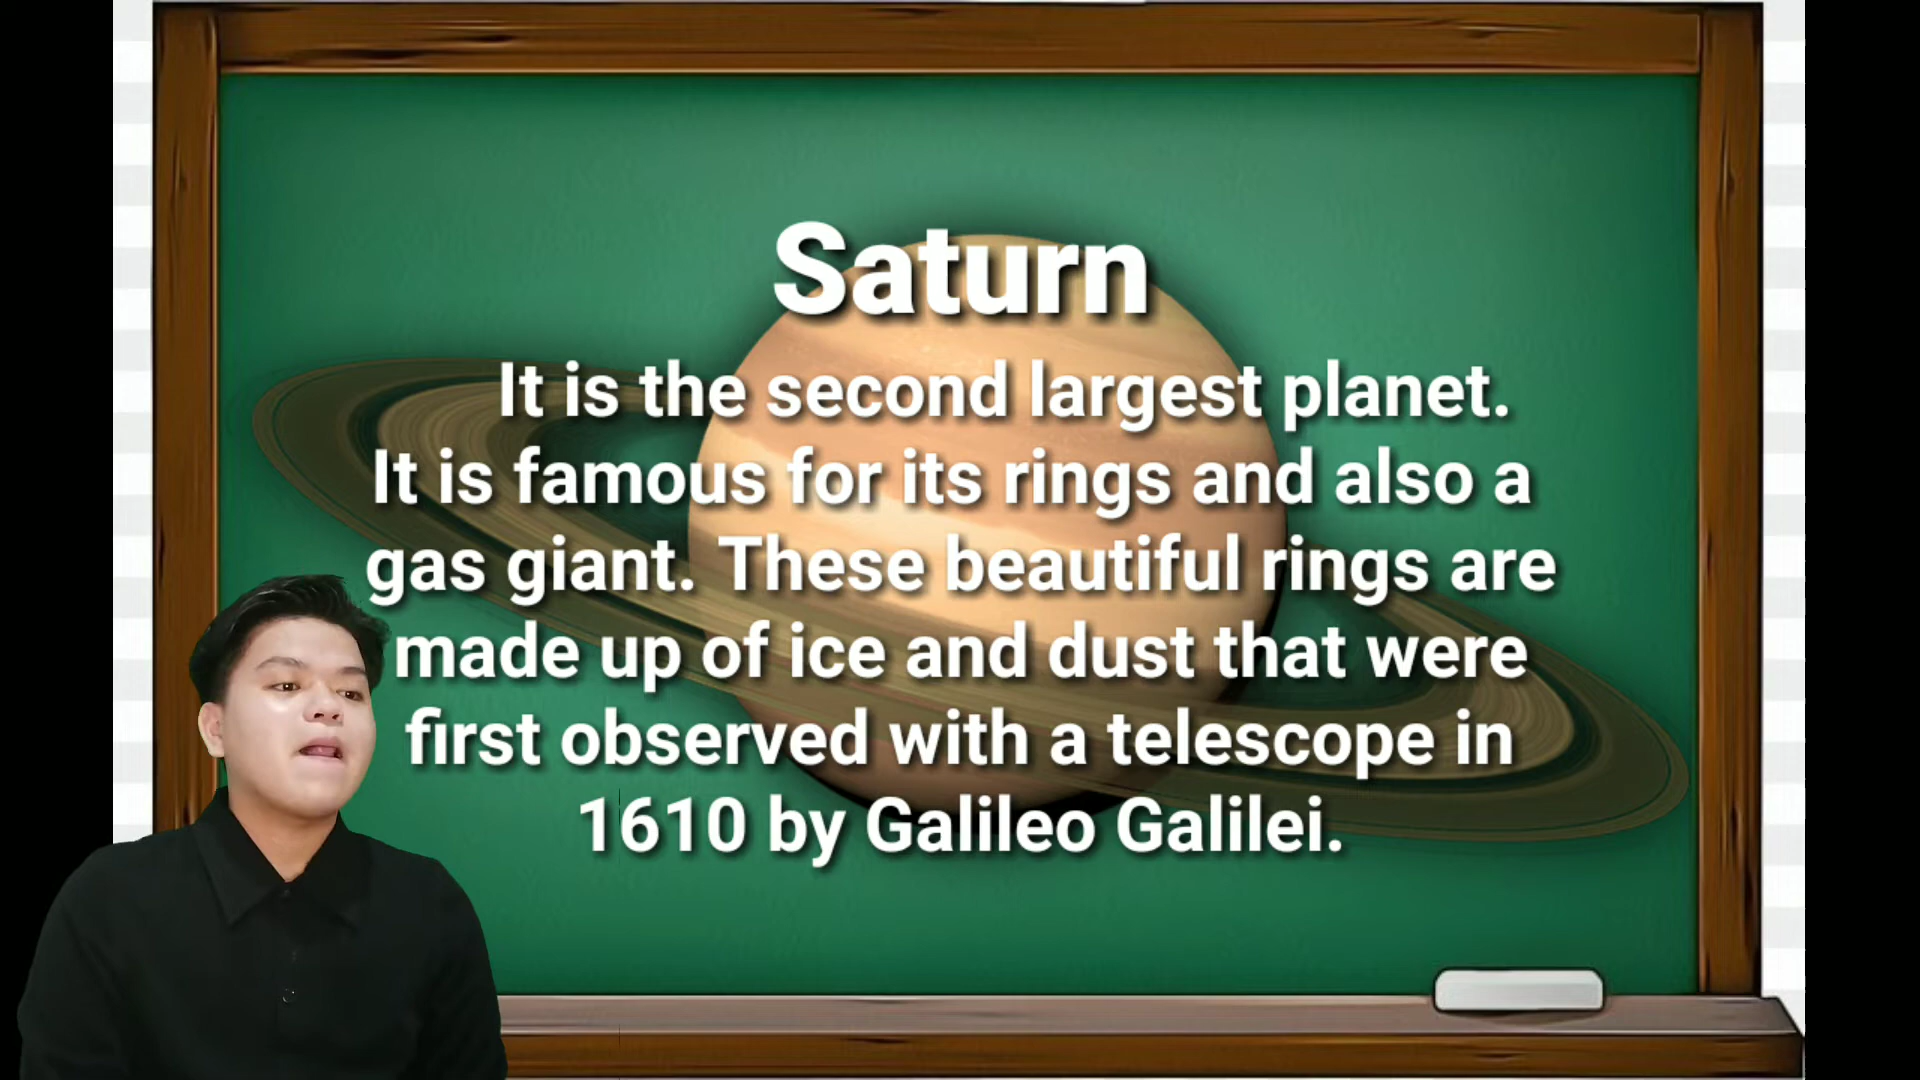 Saturn
It is the second largest planet.
It is famous for its rings and also a
gas giant. These beautiful rings are
made up of ice and dust that were
first observed with a telescope in
1610 by Galileo Galilei.